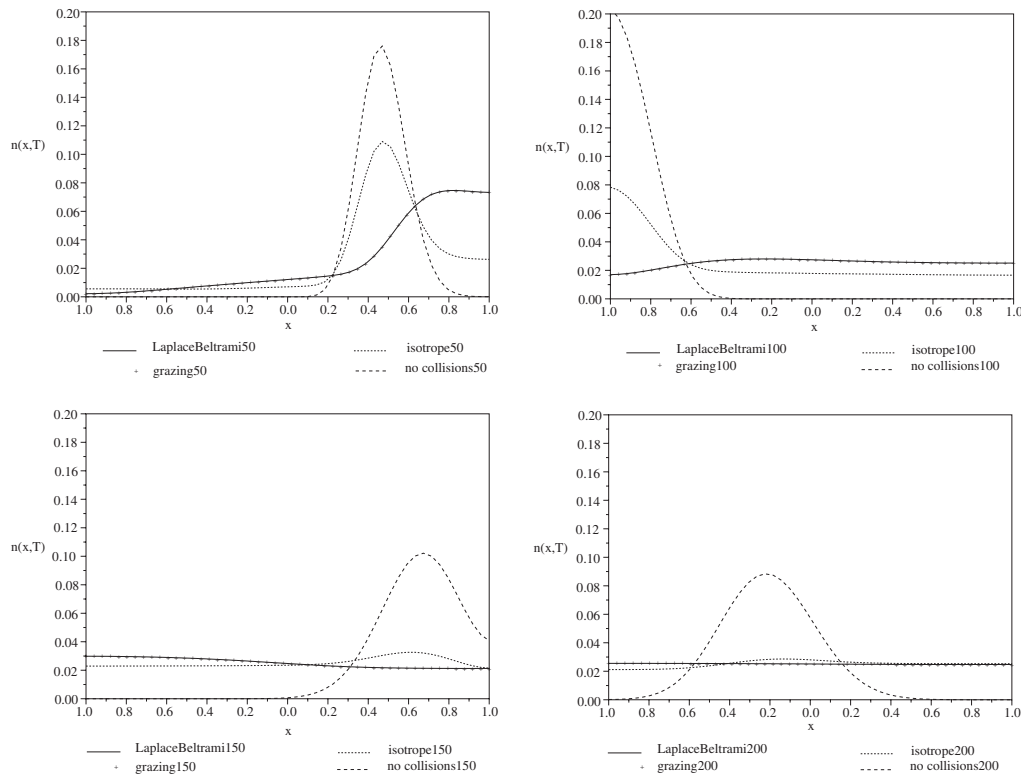 0.20
0.18
0.16
0.14
0.12
n(x,T)
0.10
0.08
0.06
0.04
0.02
0.00
1.0 0.8 0.6 0.4 0.2 0.0 0.2 0.4 0.6 0.8 1.0
x
LaplaceBeltrami50 isotrope50
grazing50 no collisions50
0.20
0.18
0.16
0.14
0.12
n(x,T)
0.10
0.08
0.06
0.04
0.02
0.00
1.0 0.8 0.6 0.4 0.2 0.0 0.2 0.4 0.6 0.8 1.0
x
LaplaceBeltrami100 isotrope100
grazing100 no collisions100
0.20
0.18
0.16
0.14
0.12
n(x,T)
0.10
0.08
0.06
0.04
0.02
0.00
1.0 0.8 0.6 0.4 0.2 0.0 0.2 0.4 0.6 0.8 1.0
x
LaplaceBeltrami150 isotrope150
grazing150 no collisions150
0.20
0.18
0.16
0.14
0.12
n(x,T)
0.10
0.08
0.06
0.04
0.02
0.00
1.0 0.8 0.6 0.4 0.2 0.0 0.2 0.4 0.6 0.8 1.0
x
LaplaceBeltrami200 isotrope200
grazing200 no collisions200